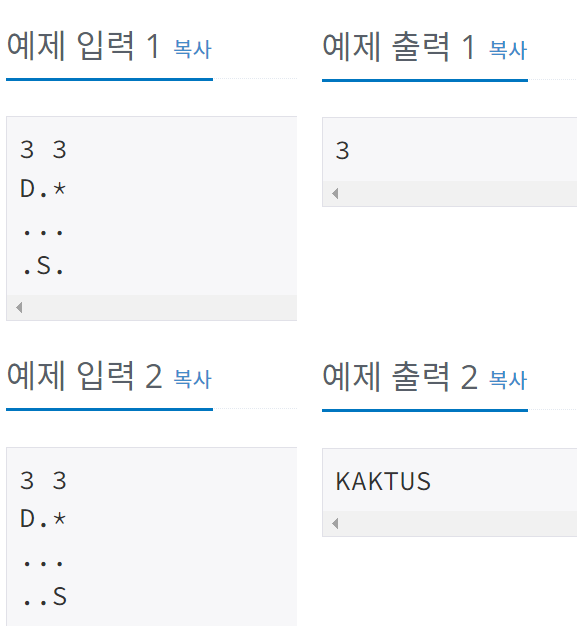 예제 입력 1 복사
3 3
D.*
...
.S.
예제 출력 1 복사
3
예제 입력 2 복사
3 3
D.*
...
..S
예제 출력 2 복사
KAKTUS